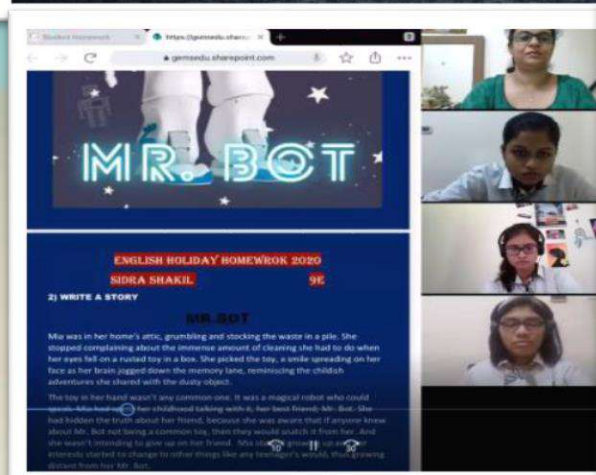 Student Homework
https://gemsedu.share
gemsedu.sharepoint.com
MR. BOT
ENGLISH HOLIDAY HOMEWROK 2020
SIDRA SHAKIL 9E
2) WRITE A STORY
MR.BOT
Mia was in her home's attic, grumbling and stocking the waste in a pile. She
stopped complaining about the immense amount of cleaning she had to do when
her eyes fell on a rusted toy in a box. She picked the toy, a smile spreading on her
face as her brain jogged down the memory lane, reminiscing the childish
adventures she shared with the dusty object.
The toy in her hand wasn't any common one. It was a magical robot who could
speak. Mia had her childhood talking with it, her best friend; Mr. Bot. She
had hidden the truth about her friend, because she was aware that if anyone knew
about Mr. Bot not being a common toy, then they would snatch it from her. And
she wasn't intending to give up on her friend. Mia growing up
interests started to change to other things like any teenager's would, thus growing
distant from her Mr. Bot.